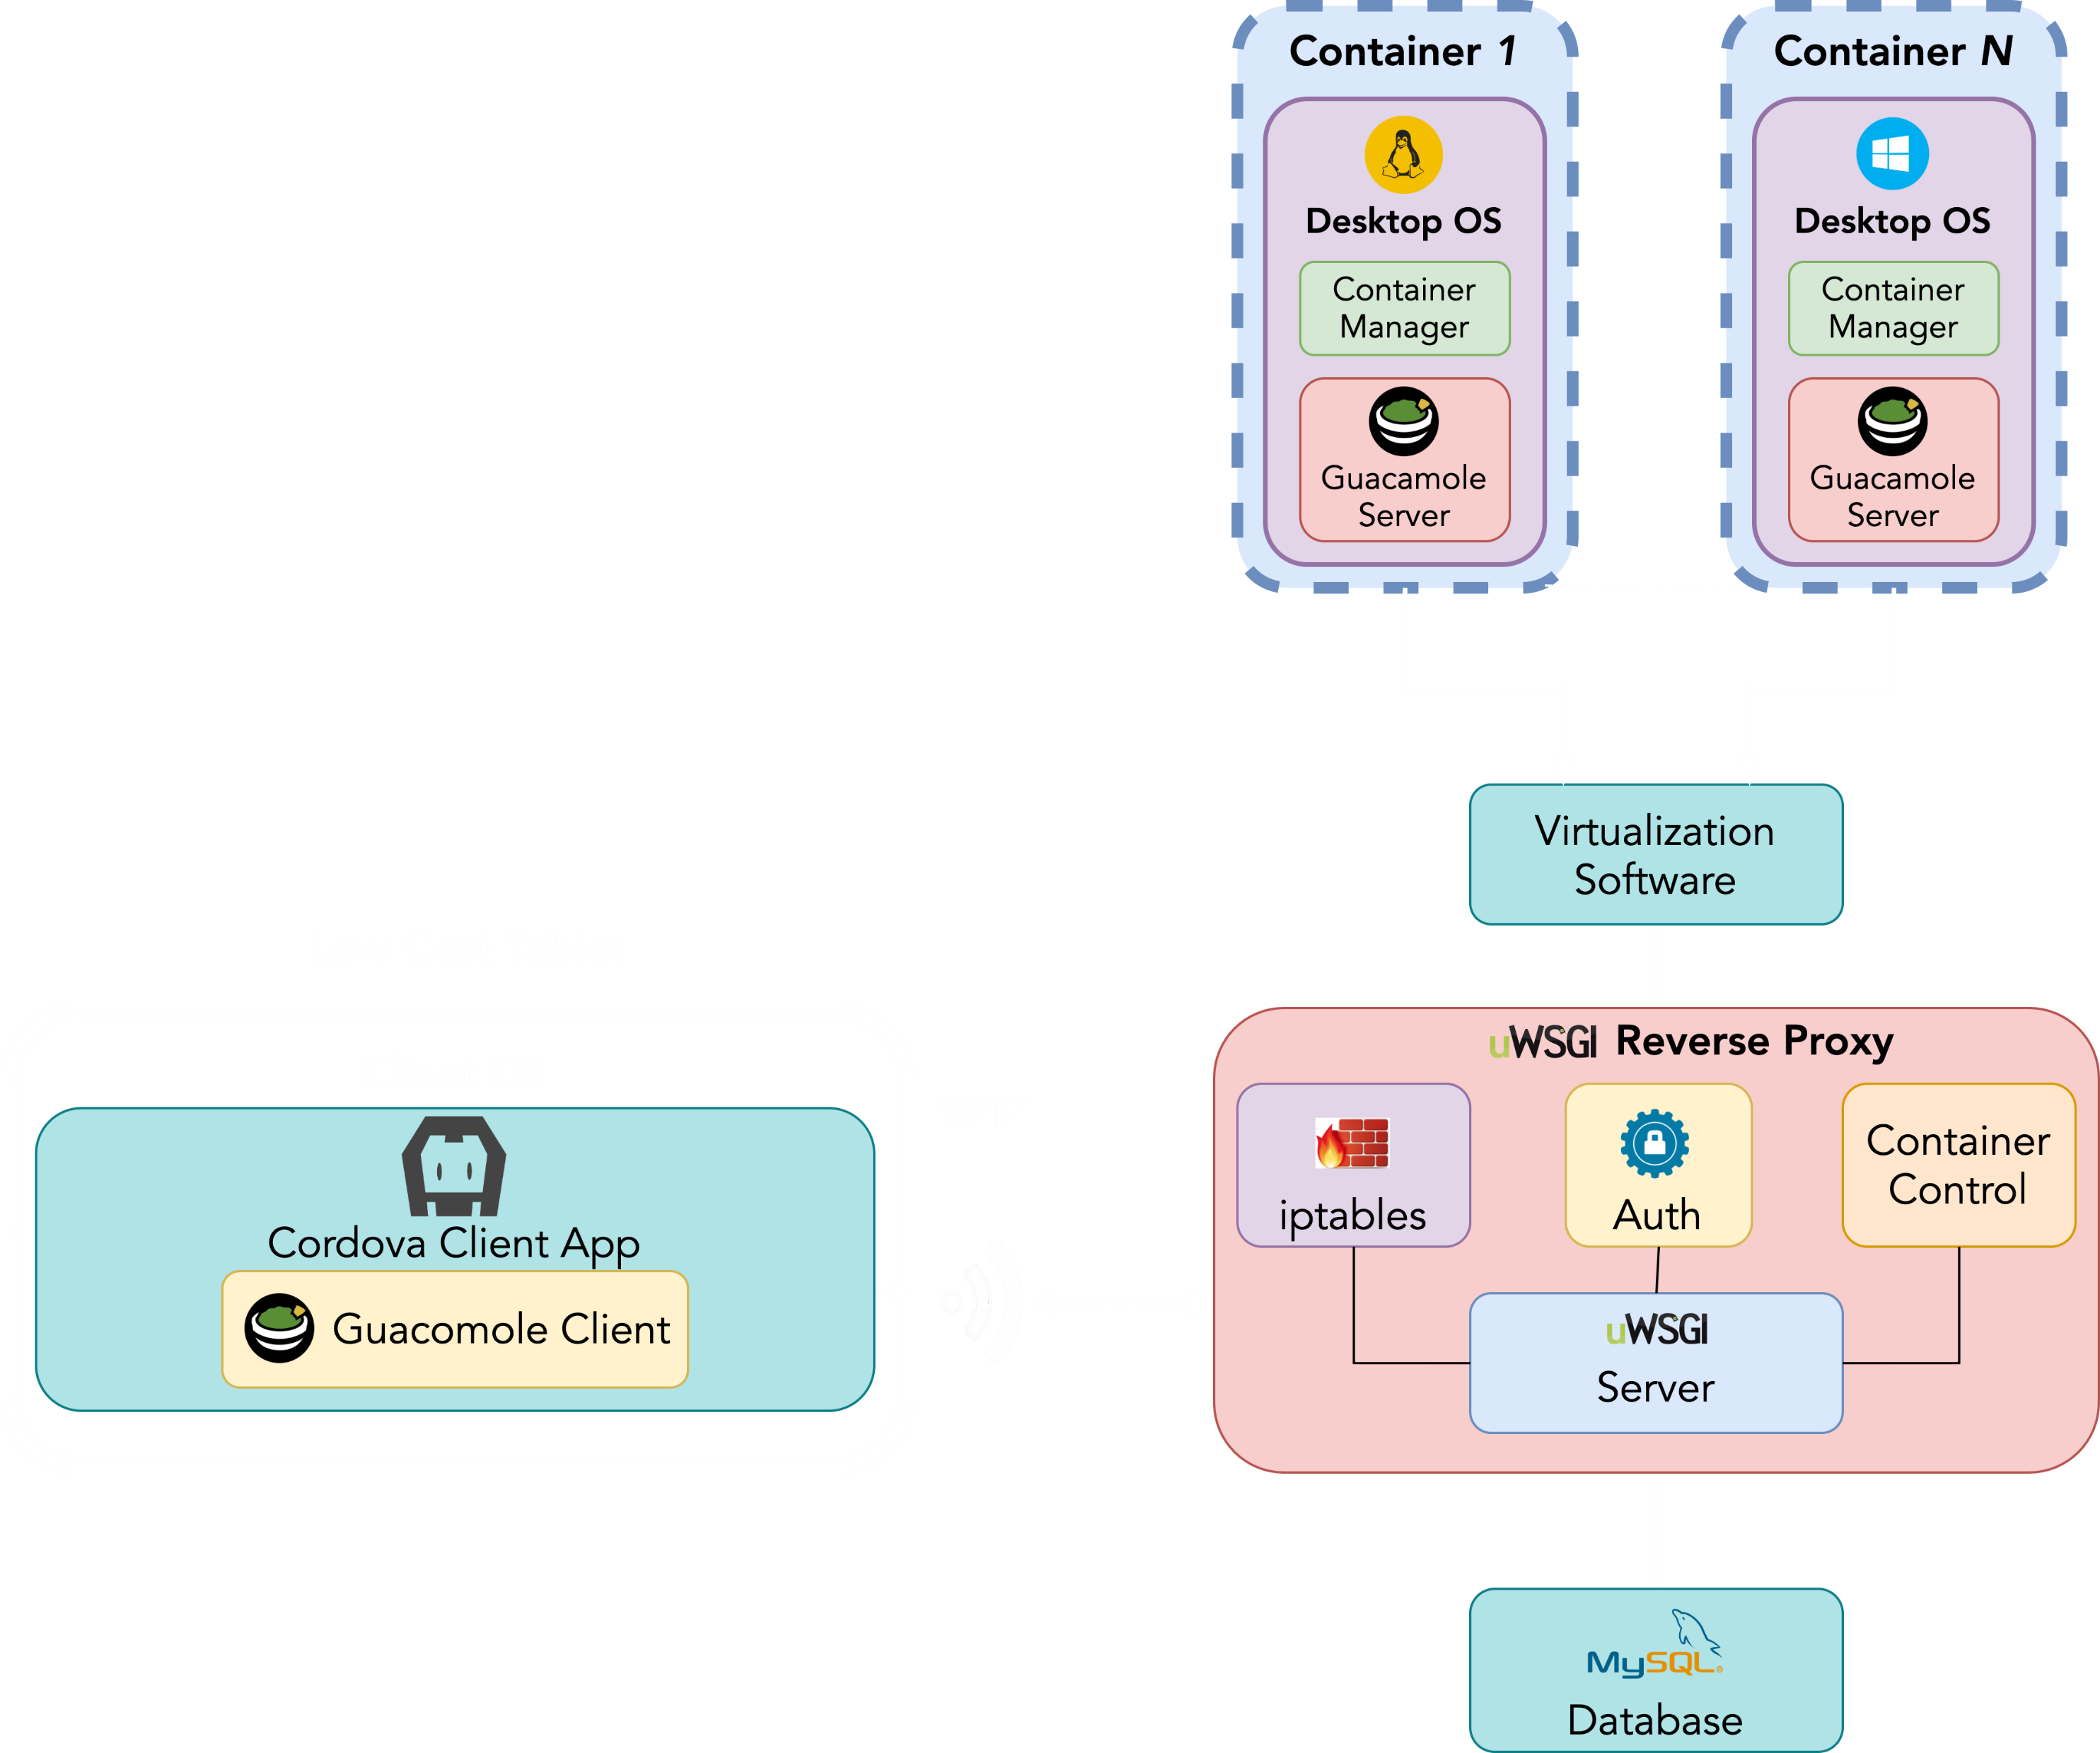 Container 1
Container N
Desktop OS
Desktop OS
Container
Manager
Container
Manager
Guacamole
Server
Guacamole
Server
Virtualization
Software
uWSGI Reverse Proxy
iptables
Auth
Container
Control
Cordova Client App
Guacomole Client
uWSGI
Server
MySQL
Database